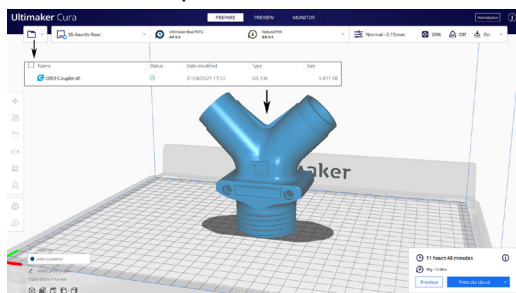 Ultimaker Cura
PREPARE
PREVIEW
MONITOR
Marketplace
S5-fourth-floor
Ultimaker Blue PETG
AA 0.4
Natural PVA
BB 0.4
Normal - 0.15mm
20%
Off
On
Name
Status
Date modified
Type
Size
0059 Coupler.stl
31/08/2021 11:10
STL File
5,417 KB
aker
11 hours 48 minutes
Preview
Print via cloud